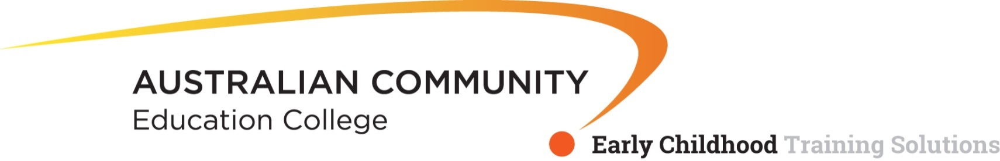 AUSTRALIAN COMMUNITY
Education College
Early Childhood Training Solutions